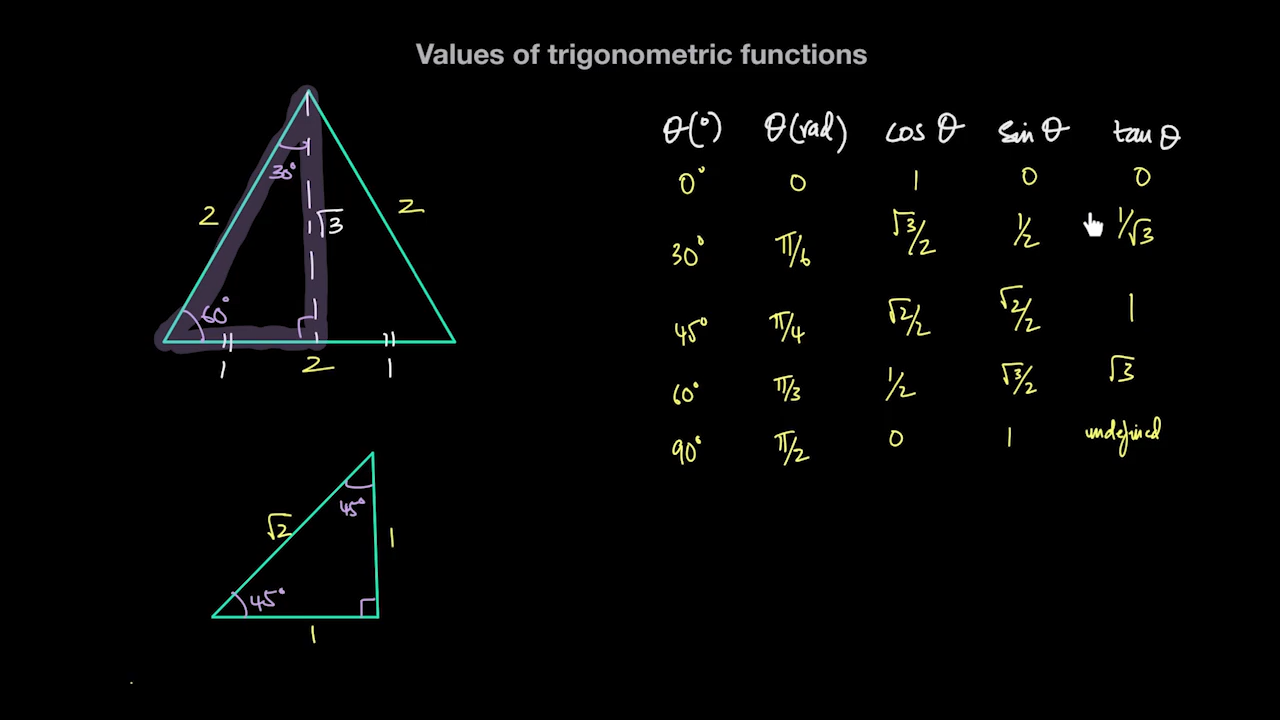 Values of trigonometric functions
θ(°) θ(rad) cos θ sin θ tan θ
0° 0 1 0 0
30° π/6 √3/2 1/2 1/√3
45° π/4 √2/2 √2/2 1
60° π/3 1/2 √3/2 √3
90° π/2 0 1 undefined
30°
2
2
√3
60°
1
2
1
45°
√2
1
45°
1